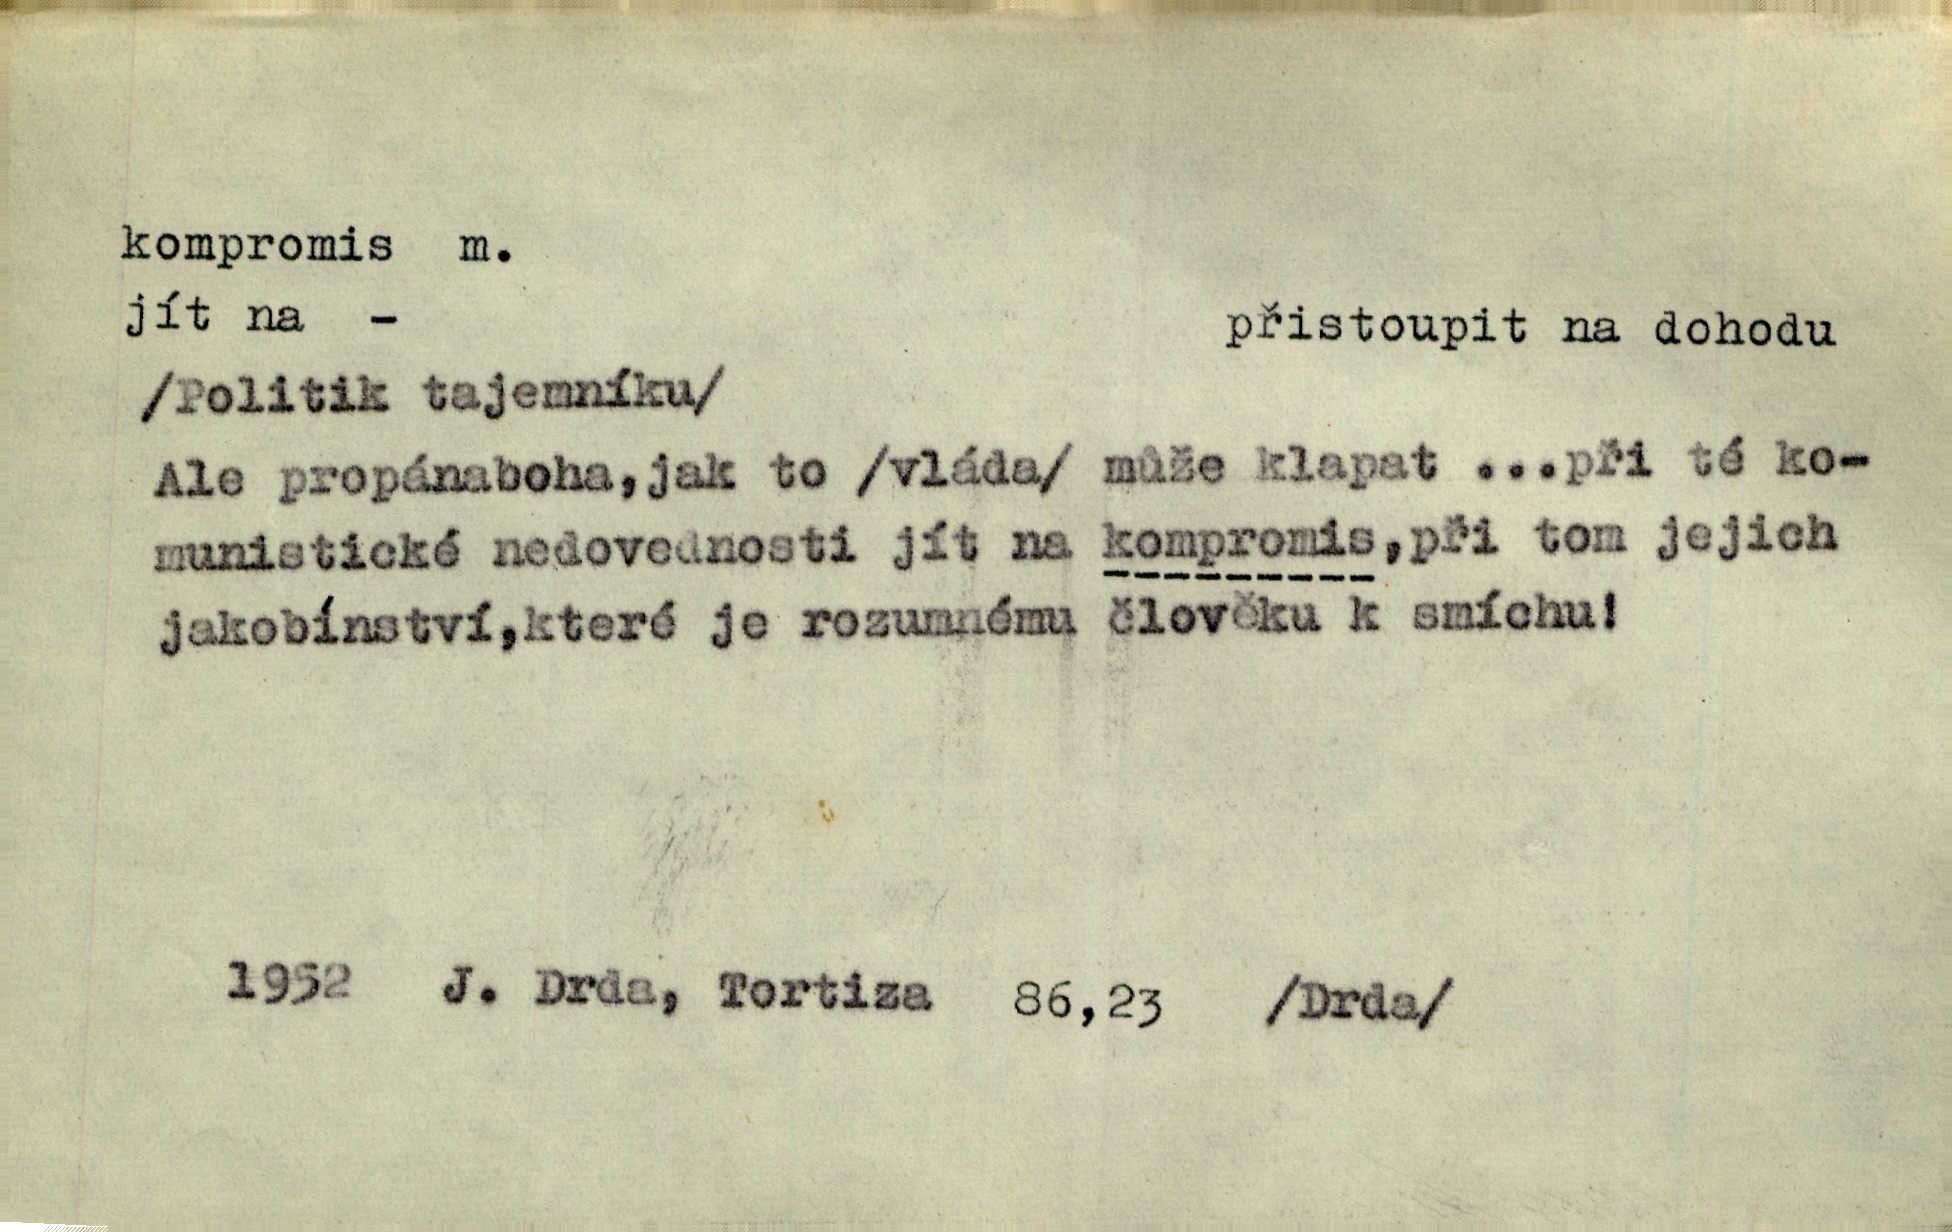 kompromis m.
jít na -
přistoupit na dohodu
/Politik tajemníku/
Ale propánaboha,jak to /vláda/ může klapat ...při té ko-
munistické nedovednosti jít na kompromis,při tom jejich
jakobínství,které je rozumnému člověku k smíchu!
1952 J. Drda, Tortiza 86,23 /Drda/